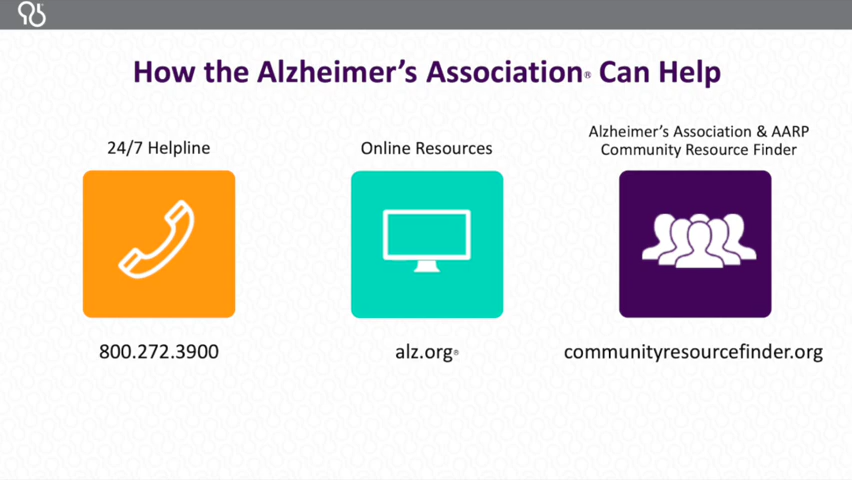 How the Alzheimer's Association® Can Help
24/7 Helpline
Online Resources
Alzheimer's Association & AARP
Community Resource Finder
800.272.3900
alz.org®
communityresourcefinder.org